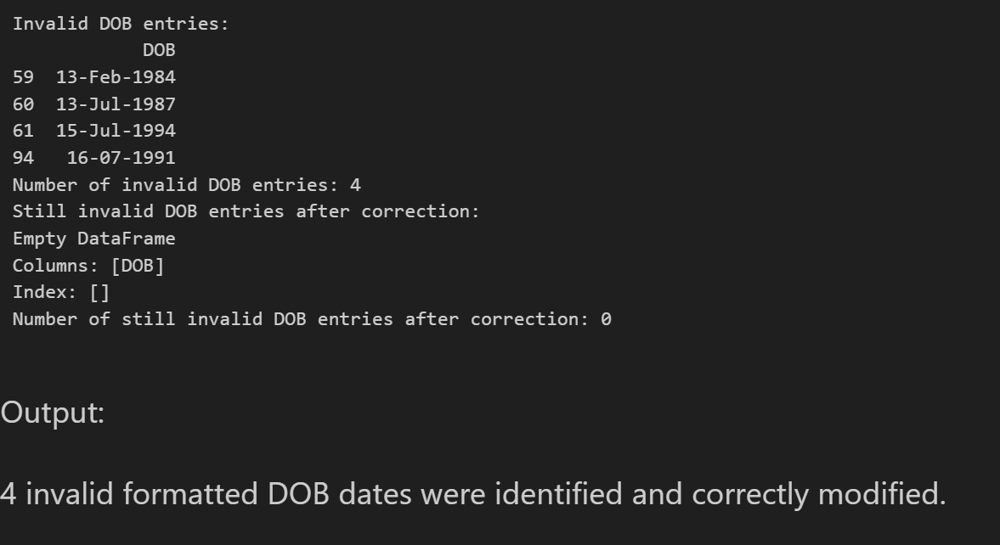 Invalid DOB entries:
            DOB
59  13-Feb-1984
60  13-Jul-1987
61  15-Jul-1994
94   16-07-1991
Number of invalid DOB entries: 4
Still invalid DOB entries after correction:
Empty DataFrame
Columns: [DOB]
Index: []
Number of still invalid DOB entries after correction: 0
Output:
4 invalid formatted DOB dates were identified and correctly modified.